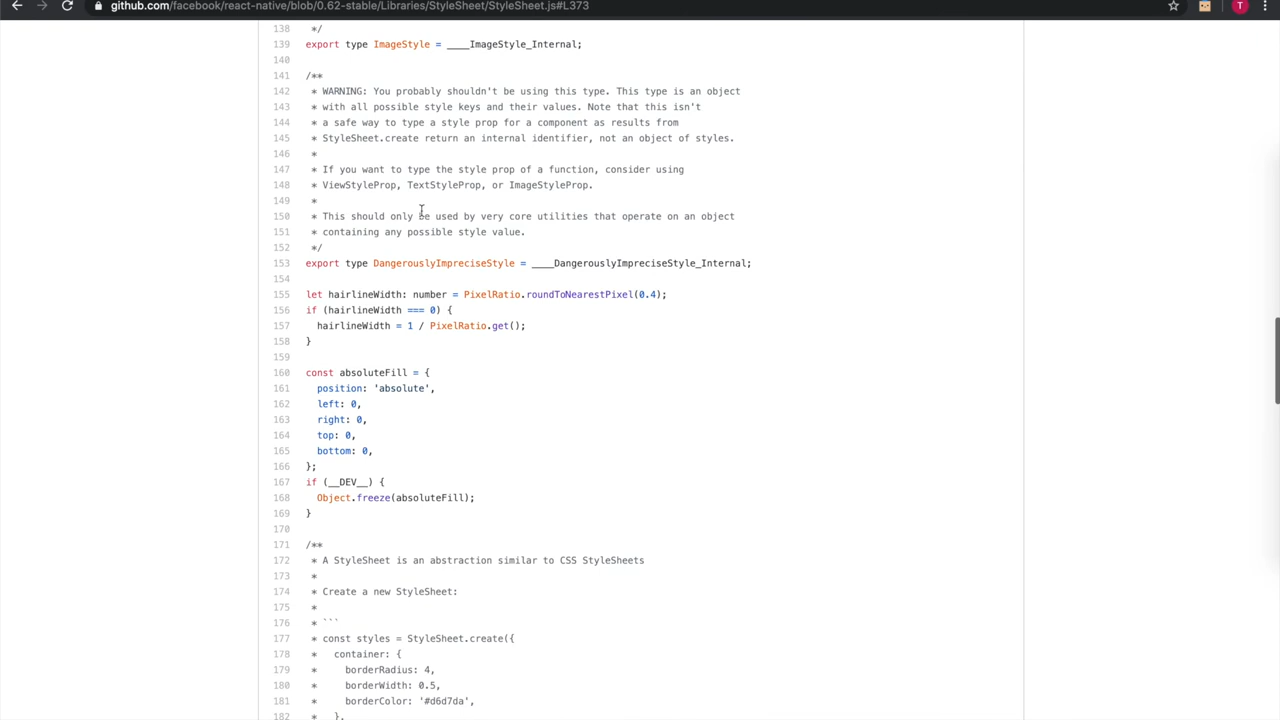 github.com/facebook/react-native/blob/0.62-stable/Libraries/StyleSheet/StyleSheet.js#L373
T
138 */
139 export type ImageStyle = ____ImageStyle_Internal;
140
141 /**
142 * WARNING: You probably shouldn't be using this type. This type is an object
143 * with all possible style keys and their values. Note that this isn't
144 * a safe way to type a style prop for a component as results from
145 * StyleSheet.create return an internal identifier, not an object of styles.
146 *
147 * If you want to type the style prop of a function, consider using
148 * ViewStyleProp, TextStyleProp, or ImageStyleProp.
149 *
150 * This should only be used by very core utilities that operate on an object
151 * containing any possible style value.
152 */
153 export type DangerouslyImpreciseStyle = ____DangerouslyImpreciseStyle_Internal;
154
155 let hairlineWidth: number = PixelRatio.roundToNearestPixel(0.4);
156 if (hairlineWidth === 0) {
157 hairlineWidth = 1 / PixelRatio.get();
158 }
159
160 const absoluteFill = {
161 position: 'absolute',
162 left: 0,
163 right: 0,
164 top: 0,
165 bottom: 0,
166 };
167 if (__DEV__) {
168 Object.freeze(absoluteFill);
169 }
170
171 /**
172 * A StyleSheet is an abstraction similar to CSS StyleSheets
173 *
174 * Create a new StyleSheet:
175 *
176 * ```
177 * const styles = StyleSheet.create({
178 * container: {
179 * borderRadius: 4,
180 * borderWidth: 0.5,
181 * borderColor: '#d6d7da',
182 * },